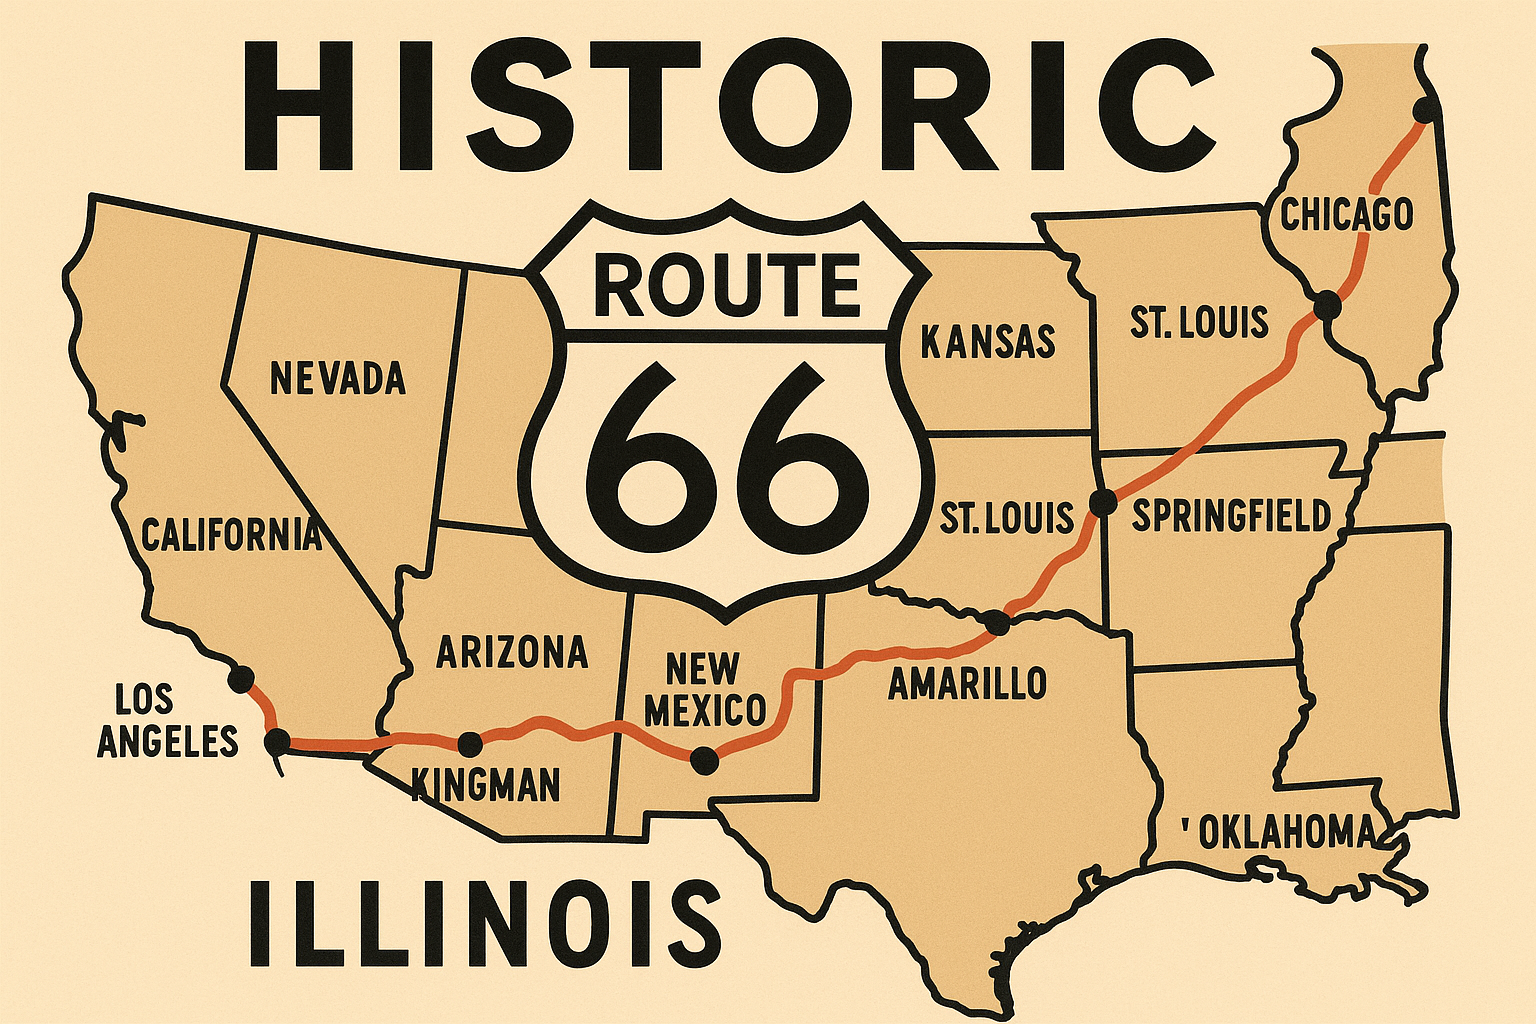 HISTORIC
CHICAGO
ROUTE
66
KANSAS
ST. LOUIS
NEVADA
CALIFORNIA
ST. LOUIS
SPRINGFIELD
ARIZONA
NEW
MEXICO
AMARILLO
LOS
ANGELES
KINGMAN
' OKLAHOMA
ILLINOIS